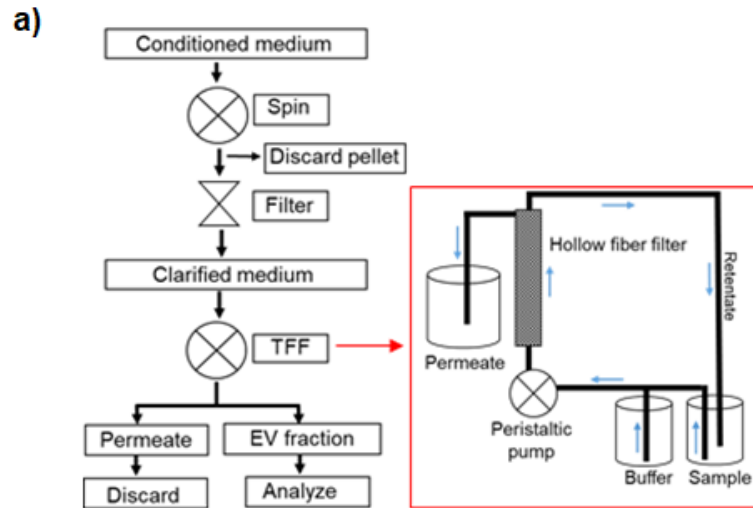 a)
Conditioned medium
Spin
Discard pellet
Filter
Clarified medium
TFF
Permeate
EV fraction
Discard
Analyze
Hollow fiber filter
Retentate
Permeate
Peristaltic
pump
Buffer
Sample